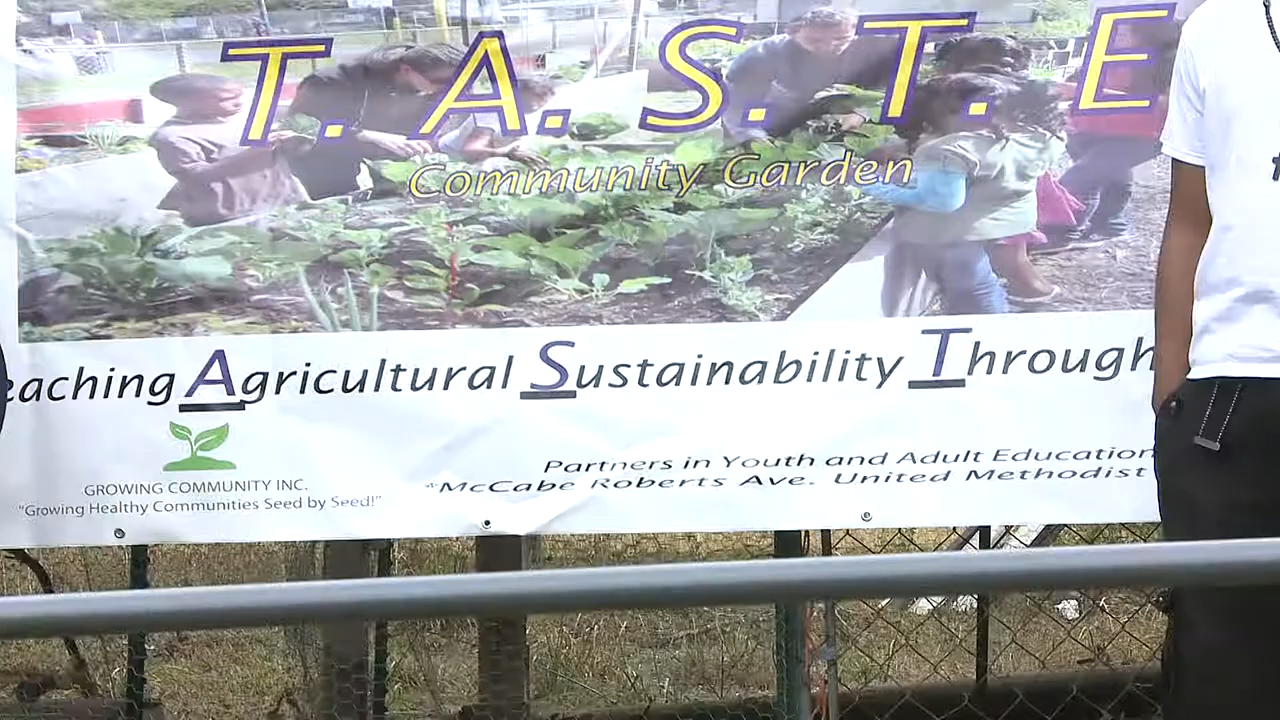 T. A. S. T. E
Community Garden
eaching Agricultural Sustainability Through
GROWING COMMUNITY INC.
"Growing Healthy Communities Seed by Seed!"
Partners in Youth and Adult Education
"McCabe Roberts Ave. United Methodist